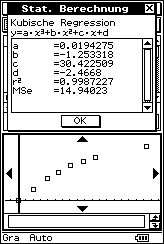 Stat. Berechnung
Kubische Regression
y=a·x³+b·x²+c·x+d
a =0.0194275
b =-1.253318
c =30.422509
d =-2.4668
r² =0.9987227
MSe =14.94023
OK
Gra Auto